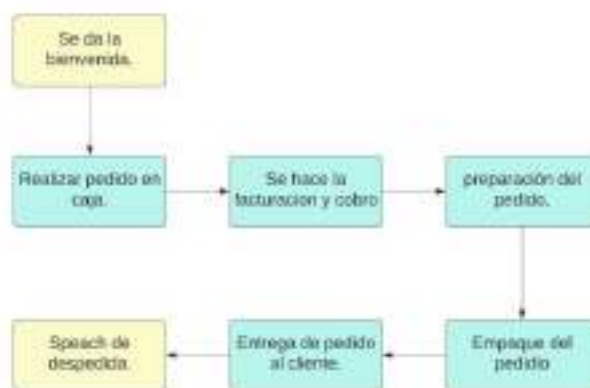 Se da la
bienvenida.
Realizar pedido en
caja.
Se hace la
facturacion y cobro
preparación del
pedido.
Empaque del
pedidio
Entrega de pedido
al cliente.
Speach de
despedida.